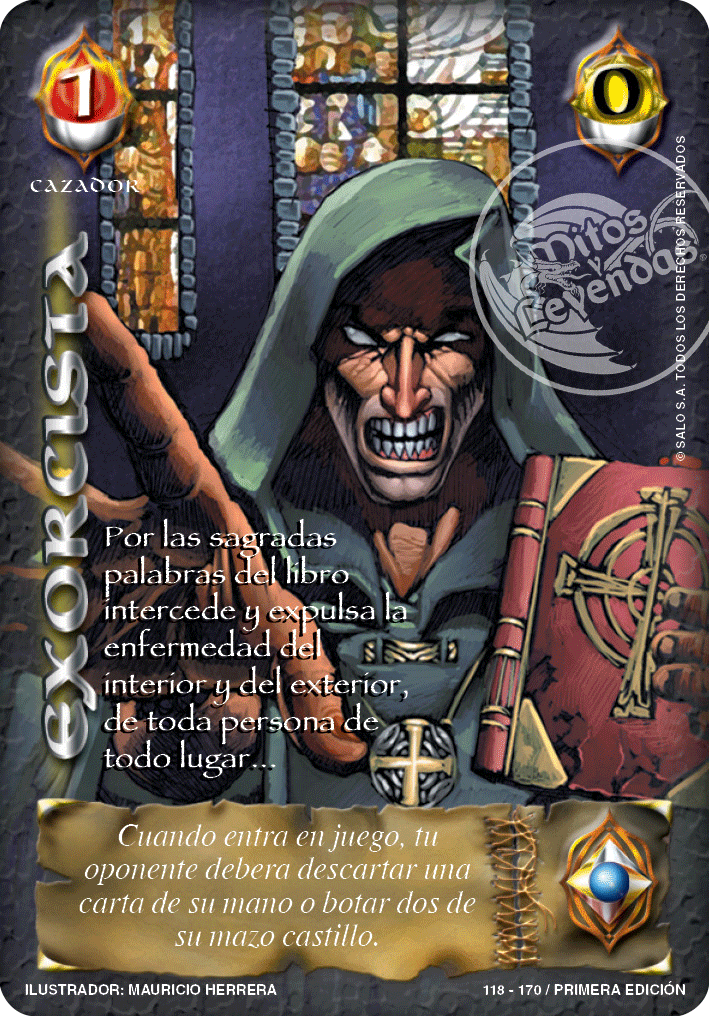 1
0
CAZADOR
EXORCISTA
Mitos
y
Leyendas
®
© SALO S.A. TODOS LOS DERECHOS RESERVADOS
Por las sagradas
palabras del libro
intercede y expulsa la
enfermedad del
interior y del exterior,
de toda persona de
todo lugar...
Cuando entra en juego, tu
oponente debera descartar una
carta de su mano o botar dos de
su mazo castillo.
ILUSTRADOR: MAURICIO HERRERA
118 - 170 / PRIMERA EDICIÓN